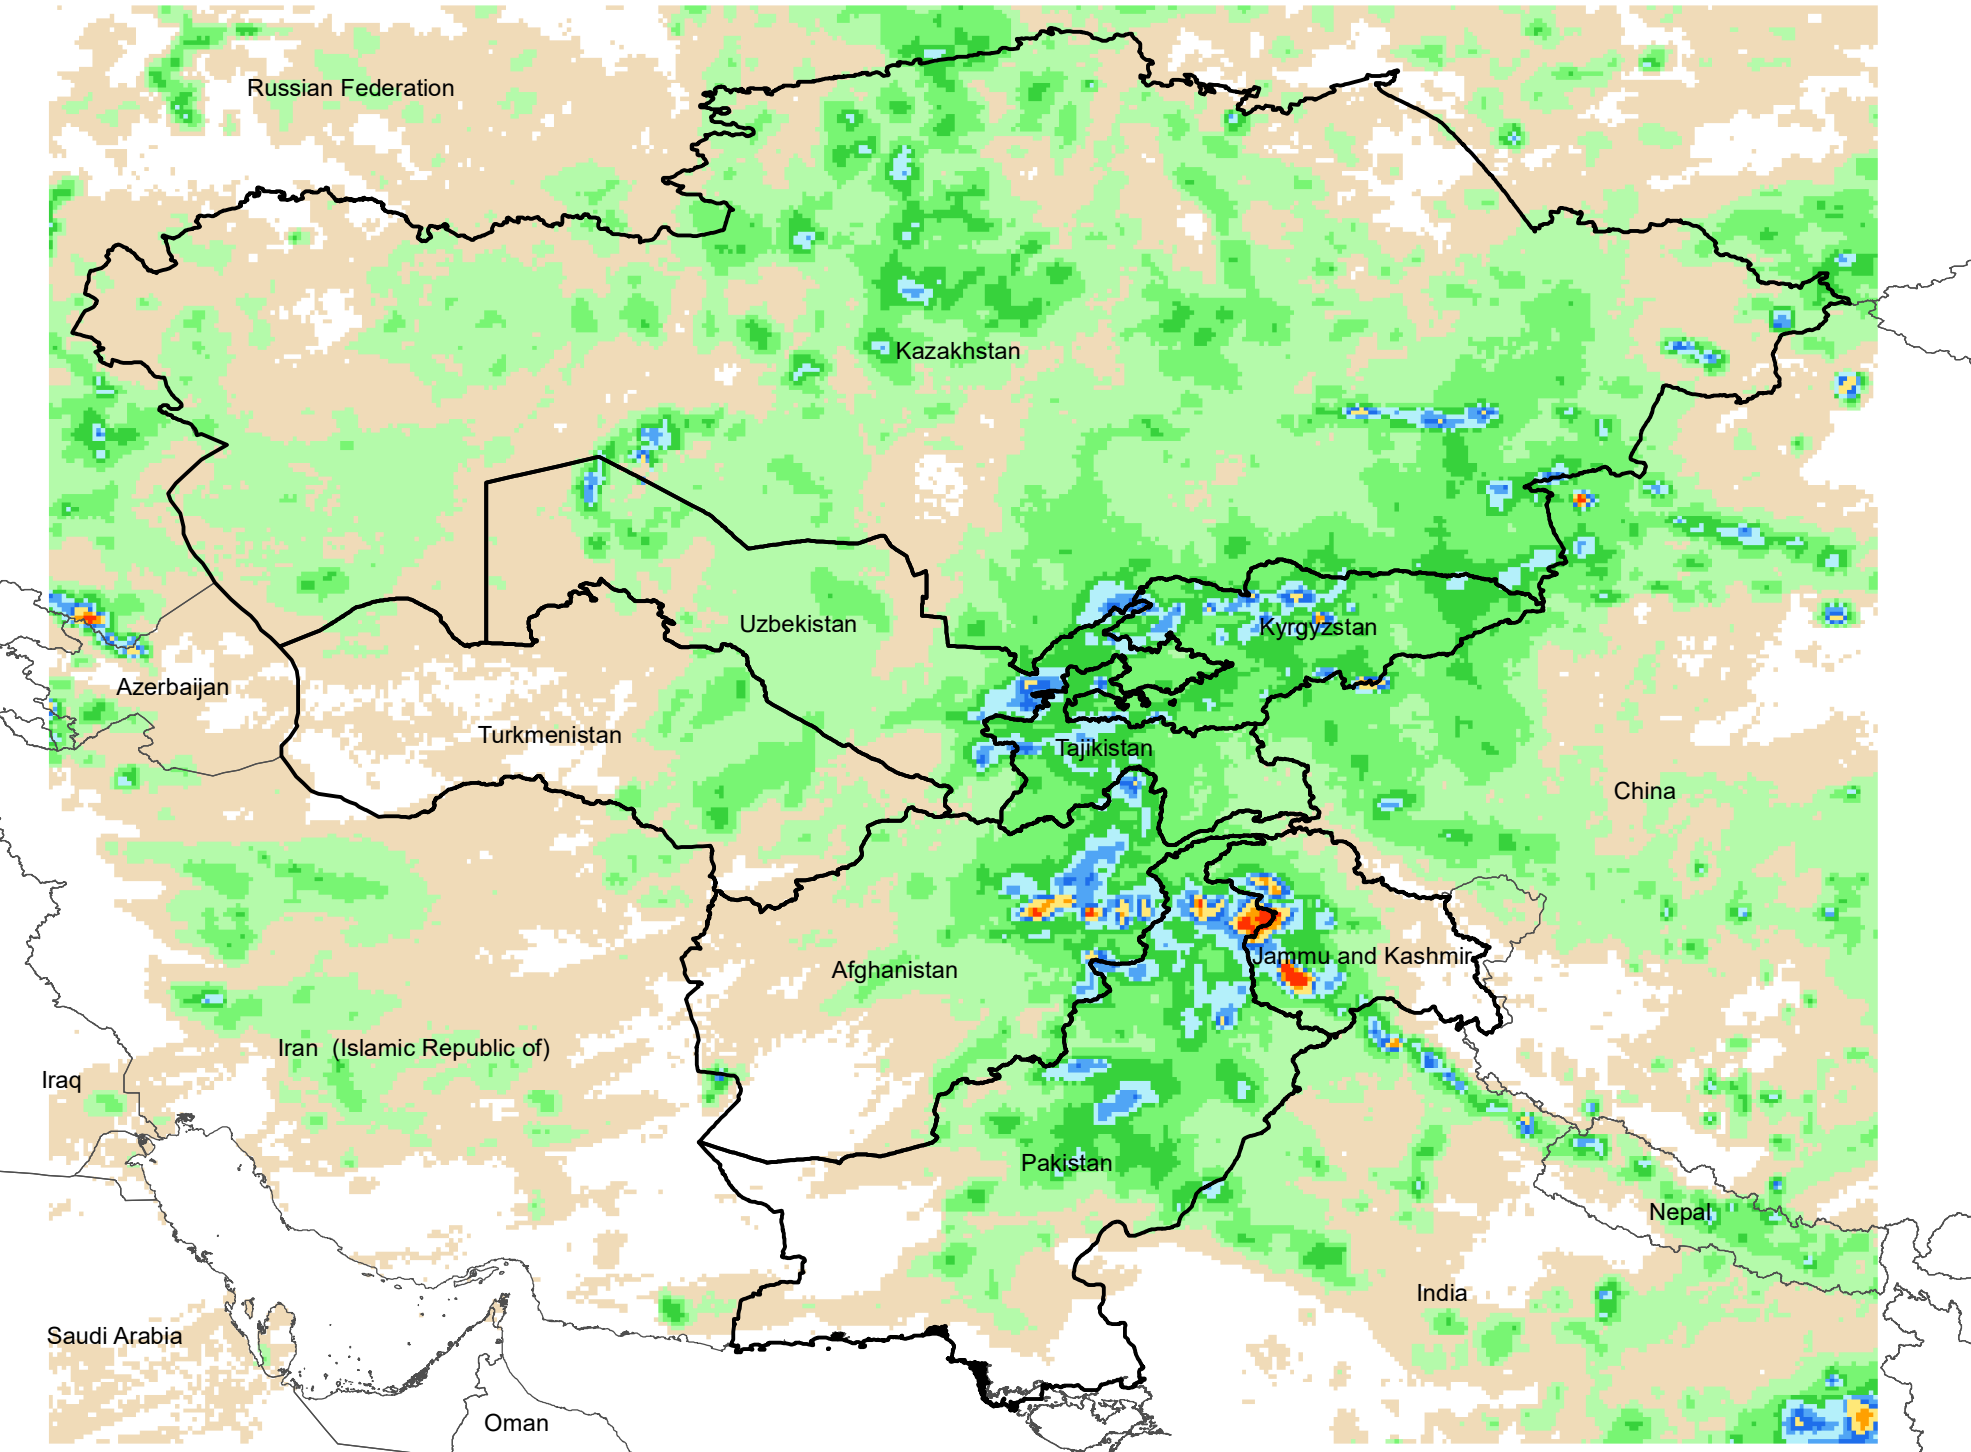 Russian Federation
Kazakhstan
Uzbekistan
Kyrgyzstan
Azerbaijan
Turkmenistan
Tajikistan
China
Jammu and Kashmir
Afghanistan
Iran  (Islamic Republic of)
Iraq
Pakistan
Nepal
India
Saudi Arabia
Oman